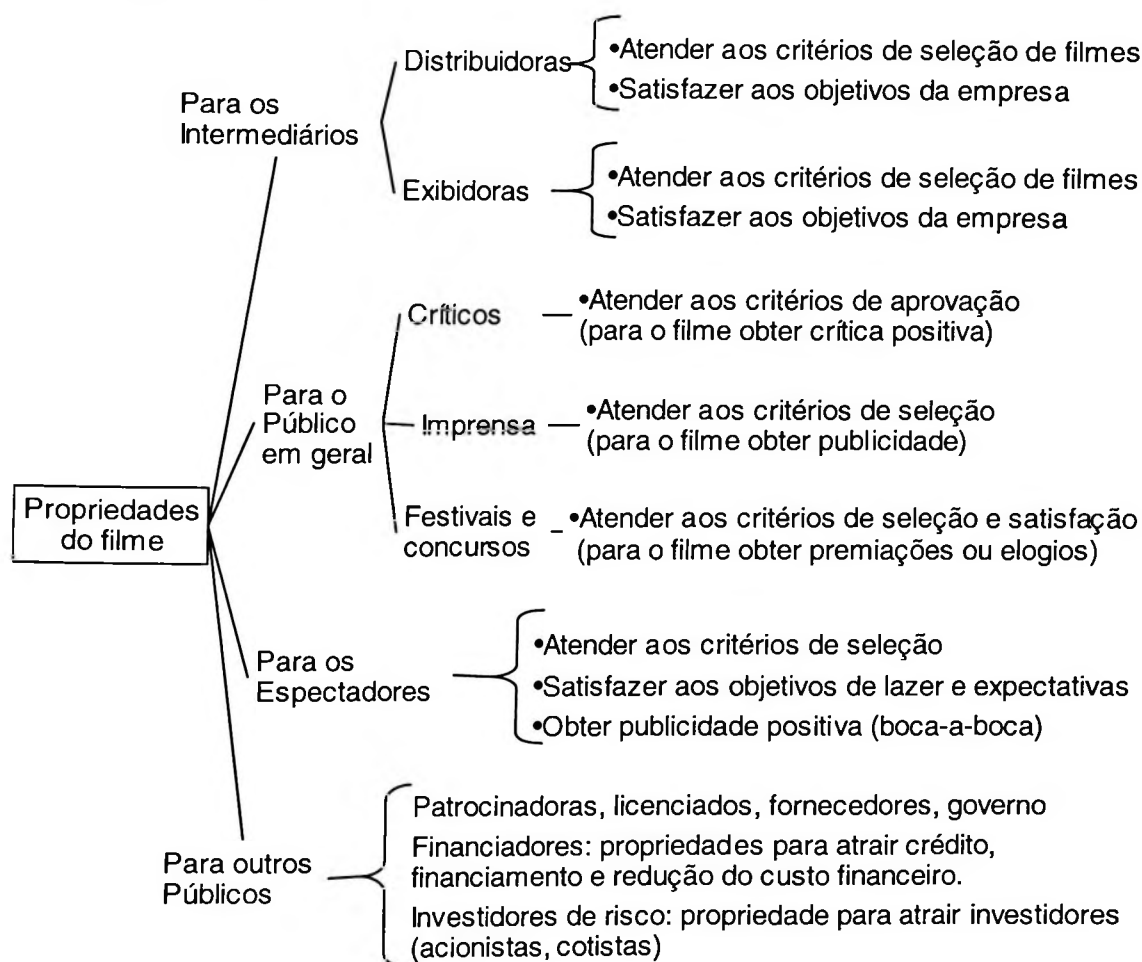 Para os
Intermediários
Distribuidoras
•Atender aos critérios de seleção de filmes
•Satisfazer aos objetivos da empresa
Exibidoras
•Atender aos critérios de seleção de filmes
•Satisfazer aos objetivos da empresa
Para o
Público
em geral
Críticos
•Atender aos critérios de aprovação
(para o filme obter crítica positiva)
Imprensa
•Atender aos critérios de seleção
(para o filme obter publicidade)
Festivais e
concursos
•Atender aos critérios de seleção e satisfação
(para o filme obter premiações ou elogios)
Propriedades
do filme
Para os
Espectadores
•Atender aos critérios de seleção
•Satisfazer aos objetivos de lazer e expectativas
•Obter publicidade positiva (boca-a-boca)
Para outros
Públicos
Patrocinadoras, licenciados, fornecedores, governo
Financiadores: propriedades para atrair crédito,
financiamento e redução do custo financeiro.
Investidores de risco: propriedade para atrair investidores
(acionistas, cotistas)